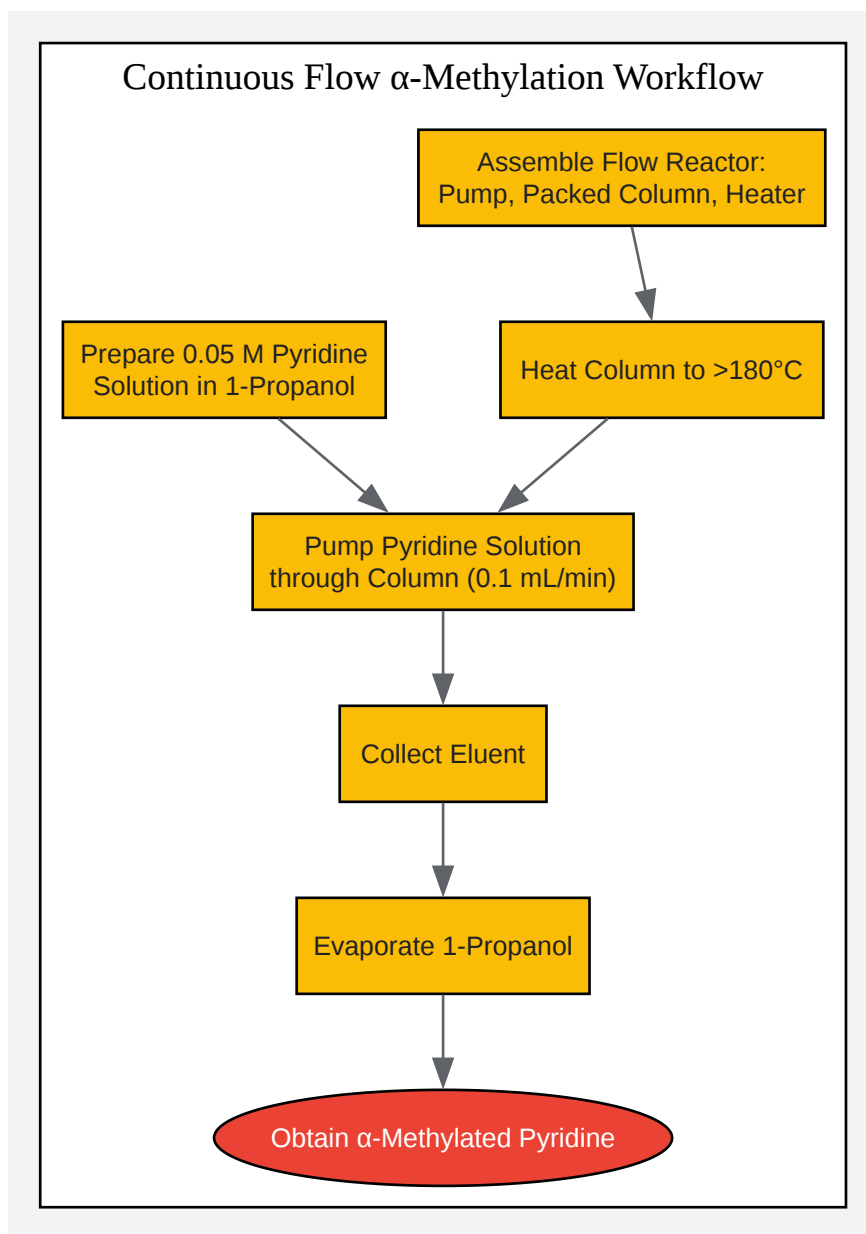 Continuous Flow α-Methylation Workflow
Assemble Flow Reactor:
Pump, Packed Column, Heater
Prepare 0.05 M Pyridine
Solution in 1-Propanol
Heat Column to >180°C
Pump Pyridine Solution
through Column (0.1 mL/min)
Collect Eluent
Evaporate 1-Propanol
Obtain α-Methylated Pyridine